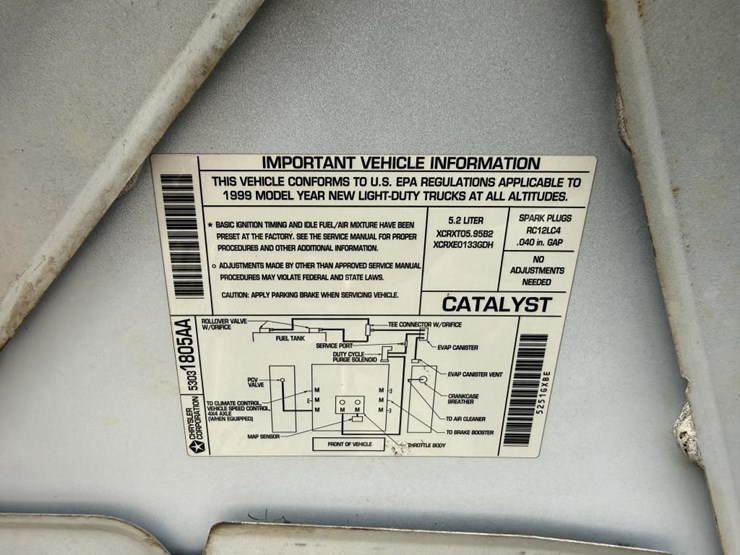 IMPORTANT VEHICLE INFORMATION
THIS VEHICLE CONFORMS TO U.S. EPA REGULATIONS APPLICABLE TO
1999 MODEL YEAR NEW LIGHT-DUTY TRUCKS AT ALL ALTITUDES.
* BASIC IGNITION TIMING AND IDLE FUEL/AIR MIXTURE HAVE BEEN
PRESET AT THE FACTORY. SEE THE SERVICE MANUAL FOR PROPER
PROCEDURES AND OTHER ADDITIONAL INFORMATION.
o ADJUSTMENTS MADE BY OTHER THAN APPROVED SERVICE MANUAL
PROCEDURES MAY VIOLATE FEDERAL AND STATE LAWS.
CAUTION: APPLY PARKING BRAKE WHEN SERVICING VEHICLE.
5.2 LITER
XCRXT05.95B2
XCRXE0133GDH
SPARK PLUGS
RC12LC4
.040 in. GAP
NO
ADJUSTMENTS
NEEDED
CATALYST
CHRYSLER
CORPORATION
53031805AA
ROLLOVER VALVE
W/ORIFICE
FUEL TANK
TEE CONNECTOR W/ORIFICE
SERVICE PORT
EVAP CANISTER
DUTY CYCLE
PURGE SOLENOID
EVAP CANISTER VENT
PCV
VALVE
CRANKCASE
BREATHER
TO CLIMATE CONTROL,
VEHICLE SPEED CONTROL,
4X4 AXLE
(WHEN EQUIPPED)
M
M
M
M
M
M
M
M
TO AIR CLEANER
TO BRAKE BOOSTER
MAP SENSOR
FRONT OF VEHICLE
THROTTLE BODY
5251GXBE